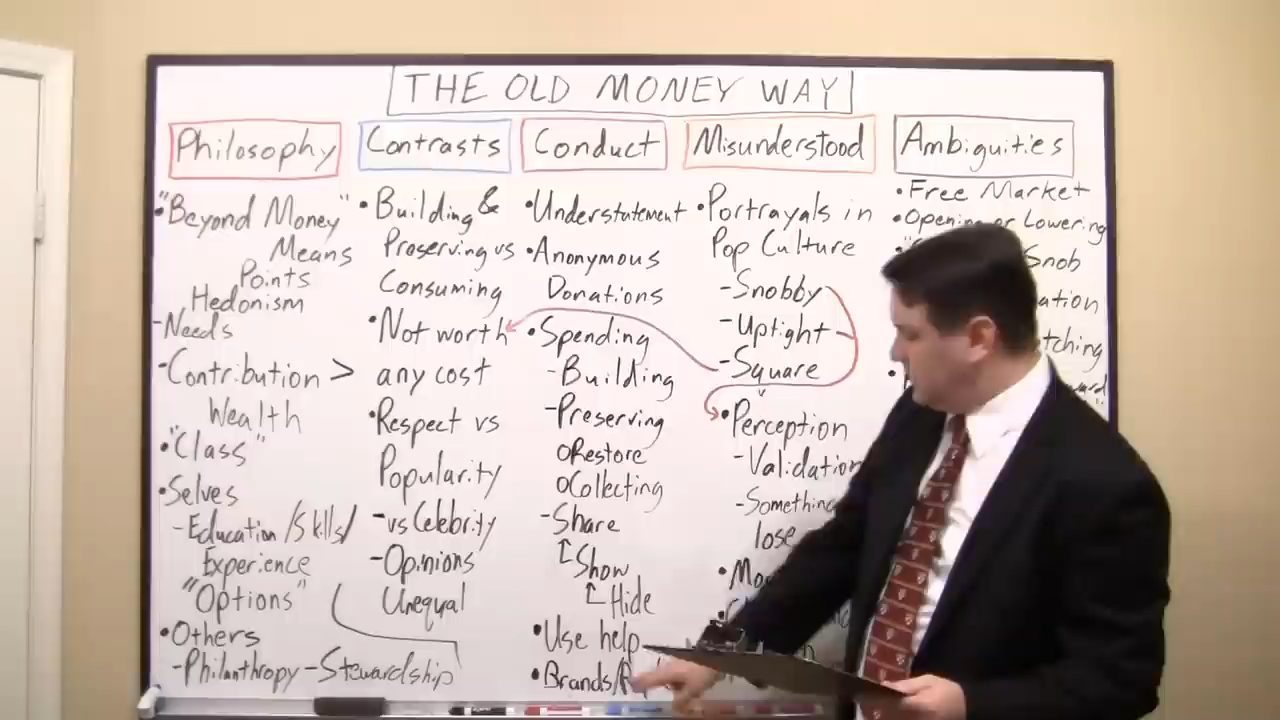 THE OLD MONEY WAY
Philosophy
"Beyond Money"
Means
Points
Hedonism
-Needs
-Contribution >
Wealth
•"Class"
•Selves
-Education/Skills/
Experience
"Options"
•Others
-Philanthropy -Stewardship
Contrasts
•Building &
Preserving vs
Consuming
•Not worth
any cost
•Respect vs
Popularity
-vs Celebrity
-Opinions
Unequal
Conduct
•Understatement
•Anonymous
Donations
•Spending
-Building
-Preserving
oRestore
oCollecting
-Share
Show
Hide
•Use help
•Brands/
Misunderstood
•Portrayals in
Pop Culture
-Snobby
-Uptight
-Square
•Perception
-Validation
-Something
lose
Ambiguities
•Free Market
•Opening or Lowering
Snob